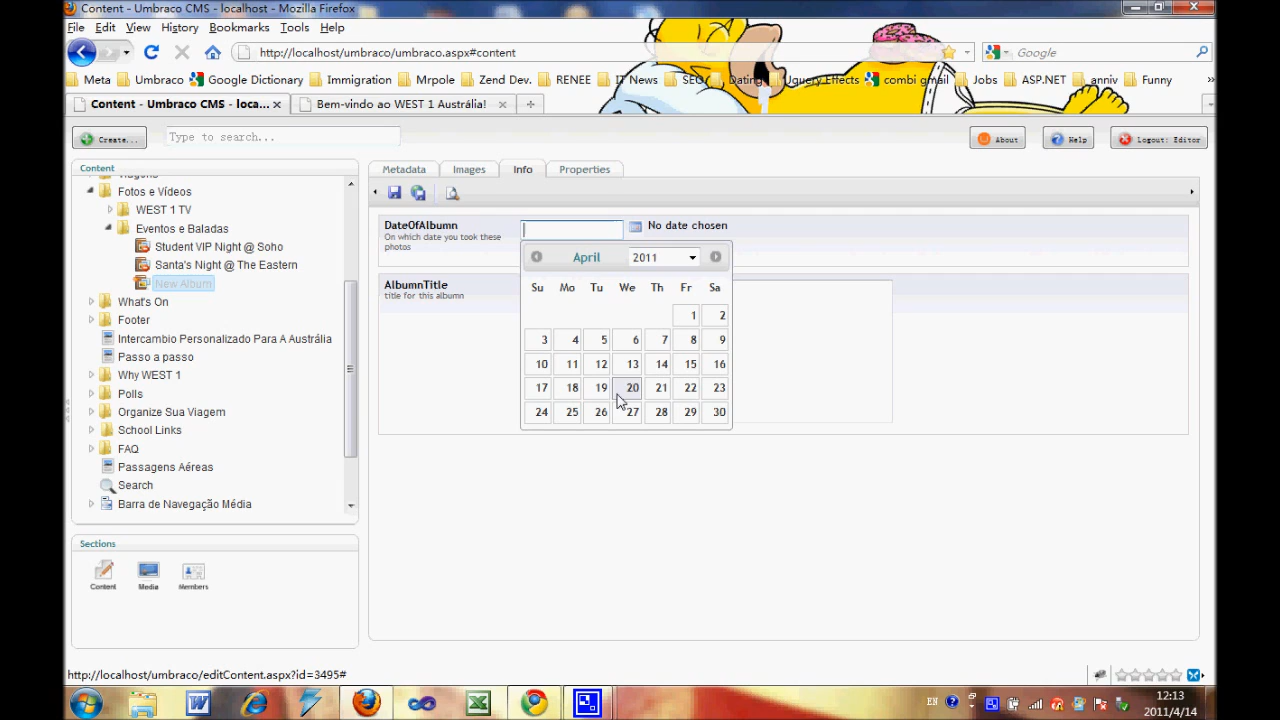 Content - Umbraco CMS - localhost - Mozilla Firefox
File Edit View History Bookmarks Tools Help
http://localhost/umbraco/umbraco.aspx#content
Google
Meta Umbraco Google Dictionary Immigration Mrpole Zend Dev. RENEE IT News SEO Dating Jquery Effects combi gmail Jobs ASP.NET anniv Funny »
Content - Umbraco CMS - loca... Bem-vindo ao WEST 1 Austrália!
Create... Type to search... About Help Logout: Editor
Content
Metadata Images Info Properties
Viagens
Fotos e Vídeos
WEST 1 TV
Eventos e Baladas
Student VIP Night @ Soho
Santa's Night @ The Eastern
New Album
What's On
Footer
Intercambio Personalizado Para A Austrália
Passo a passo
Why WEST 1
Polls
Organize Sua Viagem
School Links
FAQ
Passagens Aéreas
Search
Barra de Navegação Média
DateOfAlbumn
On which date you took these
photos
No date chosen
April 2011
Su Mo Tu We Th Fr Sa
1 2
3 4 5 6 7 8 9
10 11 12 13 14 15 16
17 18 19 20 21 22 23
24 25 26 27 28 29 30
AlbumnTitle
title for this albumn
Sections
Content Media Members
http://localhost/umbraco/editContent.aspx?id=3495#
EN
12:13
2011/4/14